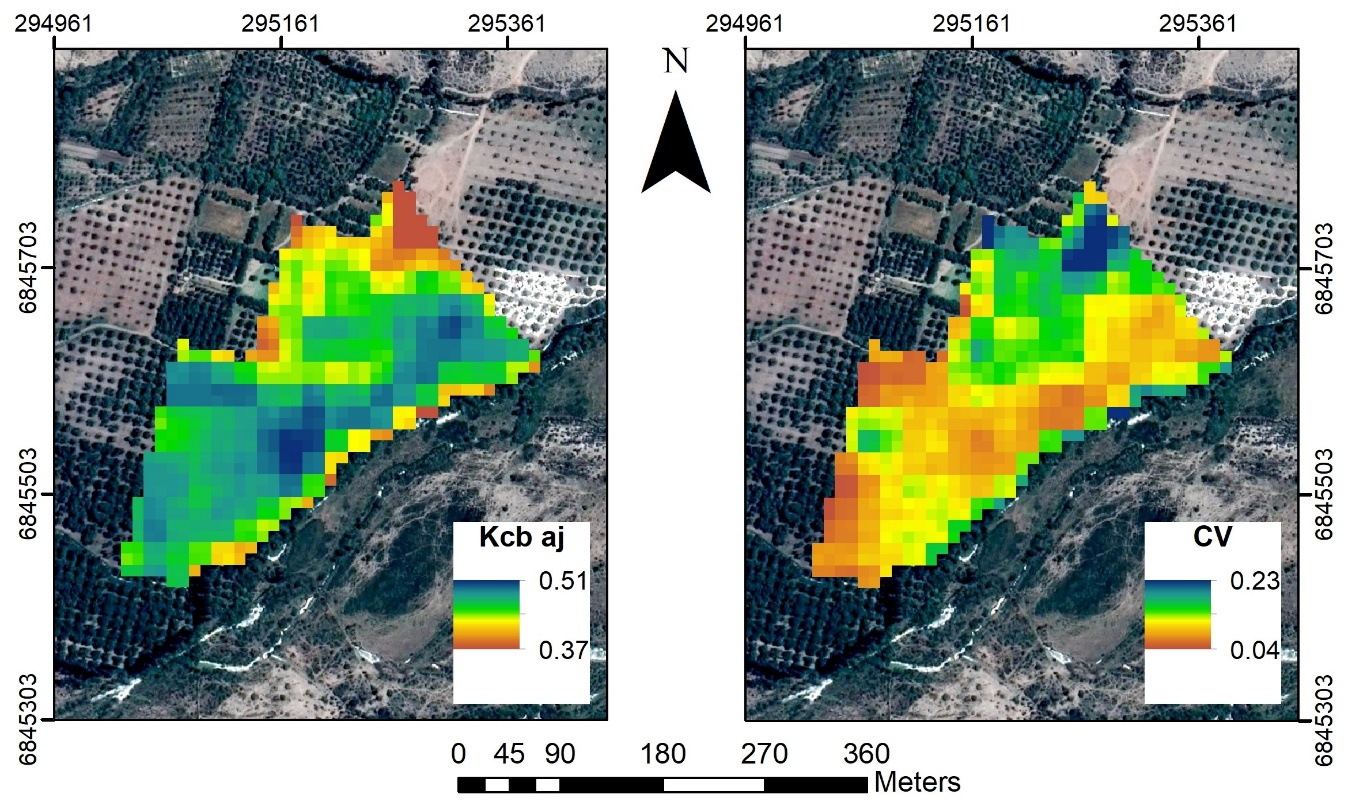 294961 295161 295361 294961 295161 295361
N
6845703 6845703
6845503 6845503
6845303 6845303
Kcb aj CV
0.51 0.23
0.37 0.04
0 45 90 180 270 360
Meters